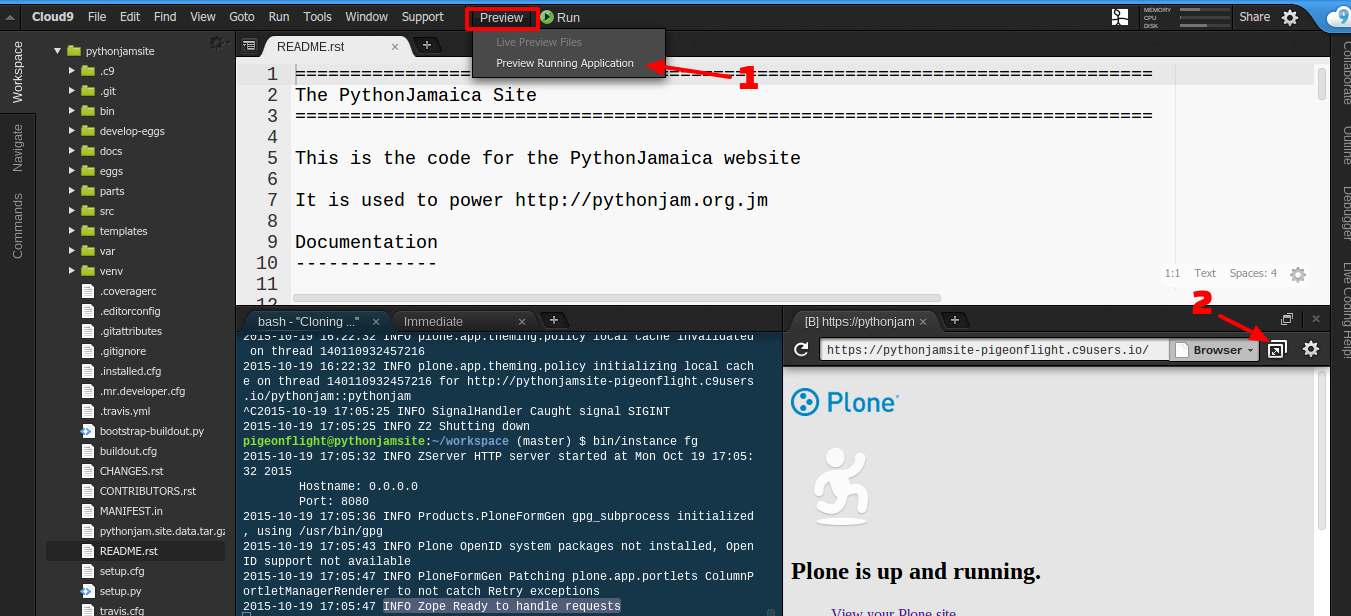 Cloud9 File Edit Find View Goto Run Tools Window Support Preview Run
MEMORY
CPU
DISK
Share
Workspace
Navigate
Commands
pythonjamsite
.c9
.git
bin
develop-eggs
docs
eggs
parts
src
templates
var
venv
.coveragerc
.editorconfig
.gitattributes
.gitignore
.installed.cfg
.mr.developer.cfg
.travis.yml
bootstrap-buildout.py
buildout.cfg
CHANGES.rst
CONTRIBUTORS.rst
MANIFEST.in
pythonjam.site.data.tar.gz
README.rst
setup.cfg
setup.py
travis.cfg
README.rst
Live Preview Files
Preview Running Application
1
1 ==============================================================================
2 The PythonJamaica Site
3 ==============================================================================
4
5 This is the code for the PythonJamaica website
6
7 It is used to power http://pythonjam.org.jm
8
9 Documentation
10 -------------
11
12
1:1 Text Spaces: 4
2
Collaborate
Outline
Debugger
Live Coding Help!
bash - "Cloning ..." Immediate
2015-10-19 16:22:32 INFO plone.app.theming.policy local cache invalidated
on thread 140110932457216
2015-10-19 16:22:32 INFO plone.app.theming.policy initializing local cach
e on thread 140110932457216 for http://pythonjamsite-pigeonflight.c9users
.io/pythonjam::pythonjam
^C2015-10-19 17:05:25 INFO SignalHandler Caught signal SIGINT
2015-10-19 17:05:25 INFO Z2 Shutting down
pigeonflight@pythonjamsite:~/workspace (master) $ bin/instance fg
2015-10-19 17:05:32 INFO ZServer HTTP server started at Mon Oct 19 17:05:
32 2015
Hostname: 0.0.0.0
Port: 8080
2015-10-19 17:05:36 INFO Products.PloneFormGen gpg_subprocess initialized
, using /usr/bin/gpg
2015-10-19 17:05:43 INFO Plone OpenID system packages not installed, Open
ID support not available
2015-10-19 17:05:47 INFO PloneFormGen Patching plone.app.portlets ColumnP
ortletManagerRenderer to not catch Retry exceptions
2015-10-19 17:05:47 INFO Zope Ready to handle requests
[B] https://pythonjam
https://pythonjamsite-pigeonflight.c9users.io/ Browser
Plone
Plone is up and running.
View your Plone site